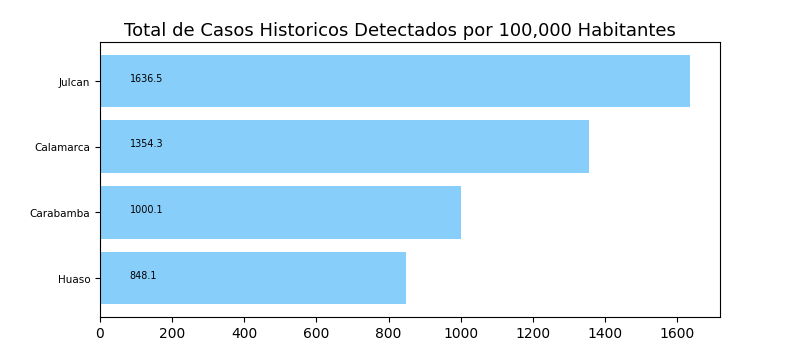 Total de Casos Historicos Detectados por 100,000 Habitantes
Julcan 1636.5
Calamarca 1354.3
Carabamba 1000.1
Huaso 848.1
0 200 400 600 800 1000 1200 1400 1600